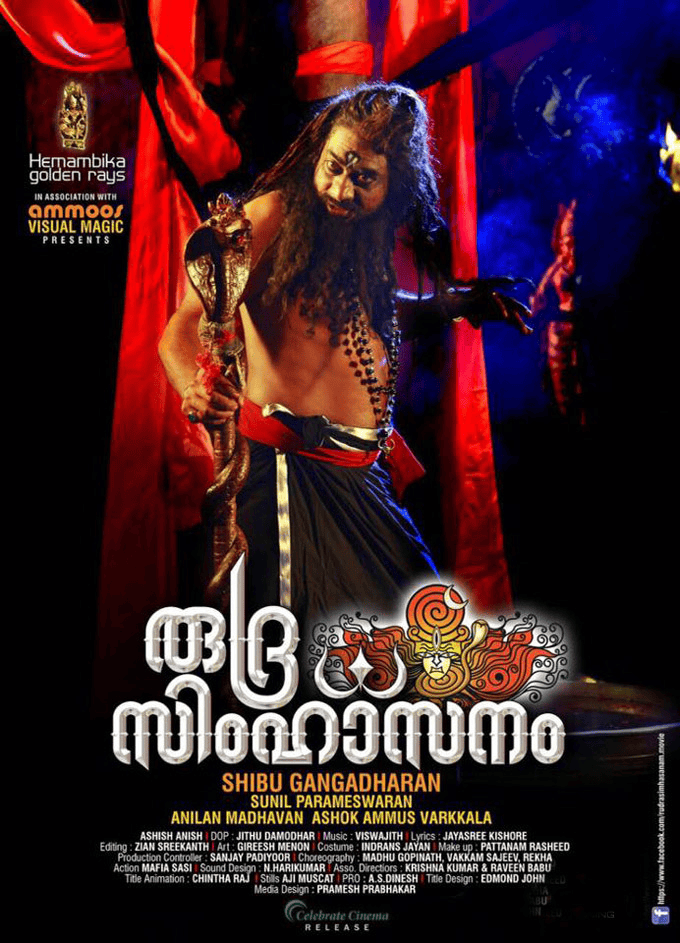 Hemambika
golden rays
IN ASSOCIATION WITH
ammoos
VISUAL MAGIC
PRESENTS
രുദ്ര
സിംഹാസനം
SHIBU GANGADHARAN
SUNIL PARAMESWARAN
ANILAN MADHAVAN ASHOK AMMUS VARKKALA
ASHISH ANISH | DOP : JITHU DAMODHAR | Music : VISWAJITH | Lyrics : JAYASREE KISHORE
Editing : ZIAN SREEKANTH | Art : GIREESH MENON | Costume : INDRANS JAYAN | Make up : PATTANAM RASHEED
Production Controller : SANJAY PADIYOOR | Choreography : MADHU GOPINATH, VAKKAM SAJEEV, REKHA
Action MAFIA SASI | Sound Design : N.HARIKUMAR | Asso. Directiors : KRISHNA KUMAR & RAVEEN BABU
Title Animation : CHINTHA RAJ | Stills AJI MUSCAT | PRO : A.S.DINESH | Title Design : EDMOND JOHN
Media Design : PRAMESH PRABHAKAR
Celebrate Cinema
RELEASE
https://www.facebook.com/rudrasimhasanam.movie
f